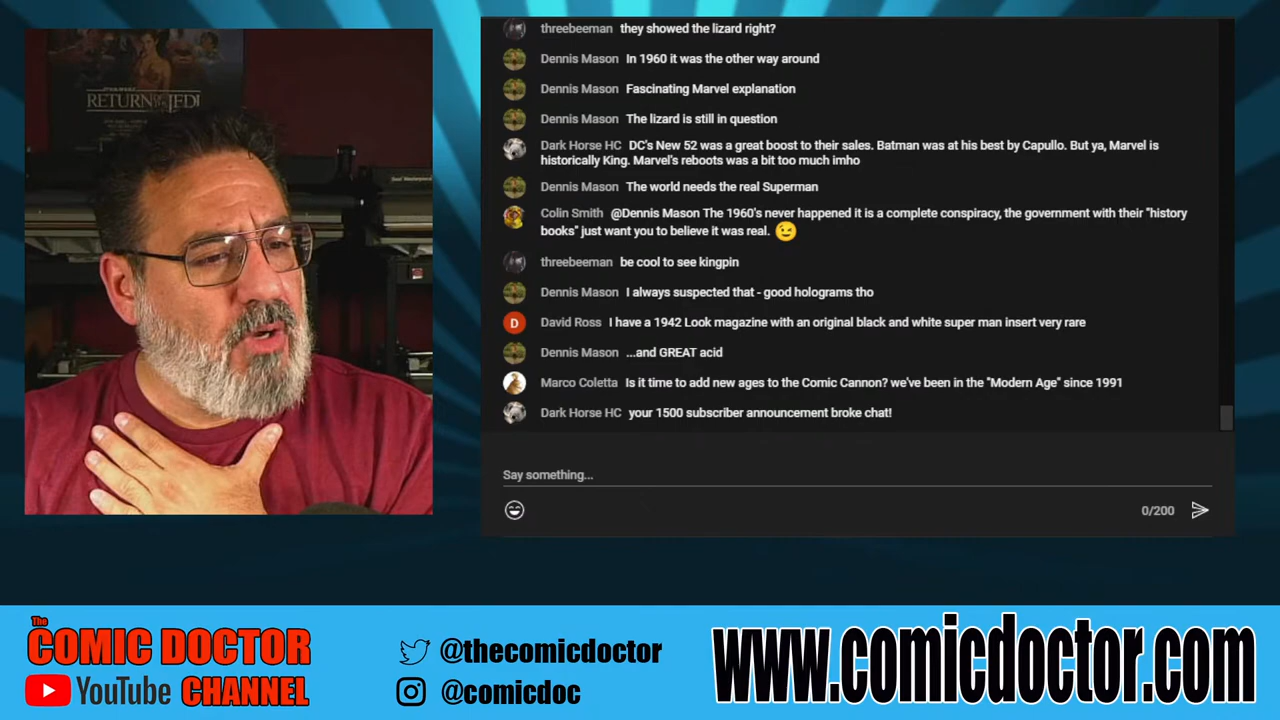 STAR WARS
RETURN OF THE JEDI
threebeeman they showed the lizard right?
Dennis Mason In 1960 it was the other way around
Dennis Mason Fascinating Marvel explanation
Dennis Mason The lizard is still in question
Dark Horse HC DC's New 52 was a great boost to their sales. Batman was at his best by Capullo. But ya, Marvel is
historically King. Marvel's reboots was a bit too much imho
Dennis Mason The world needs the real Superman
Colin Smith @Dennis Mason The 1960's never happened it is a complete conspiracy, the government with their "history
books" just want you to believe it was real. 😉
threebeeman be cool to see kingpin
Dennis Mason I always suspected that - good holograms tho
D David Ross I have a 1942 Look magazine with an original black and white super man insert very rare
Dennis Mason ...and GREAT acid
Marco Coletta Is it time to add new ages to the Comic Cannon? we've been in the "Modern Age" since 1991
Dark Horse HC your 1500 subscriber announcement broke chat!
Say something...
0/200
The
COMIC DOCTOR
YouTube CHANNEL
@thecomicdoctor
@comicdoc
www.comicdoctor.com